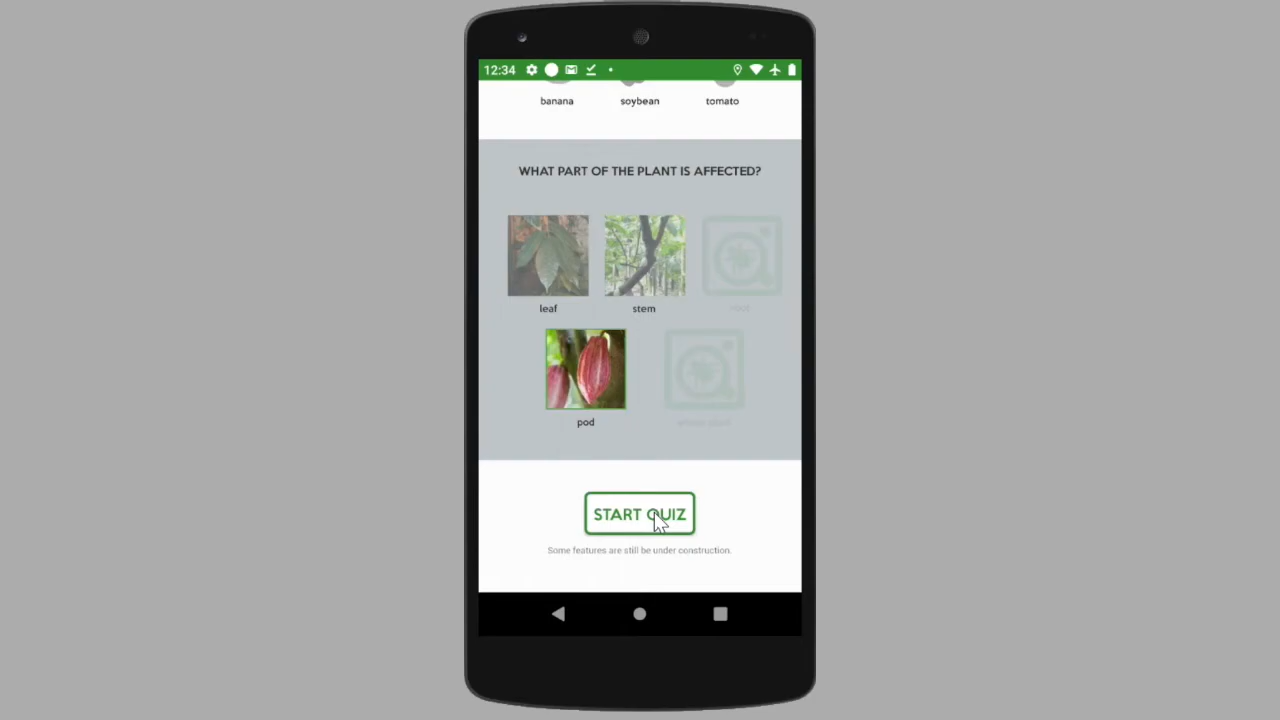 12:34
banana soybean tomato
WHAT PART OF THE PLANT IS AFFECTED?
leaf stem root
pod
START QUIZ
Some features are still be under construction.